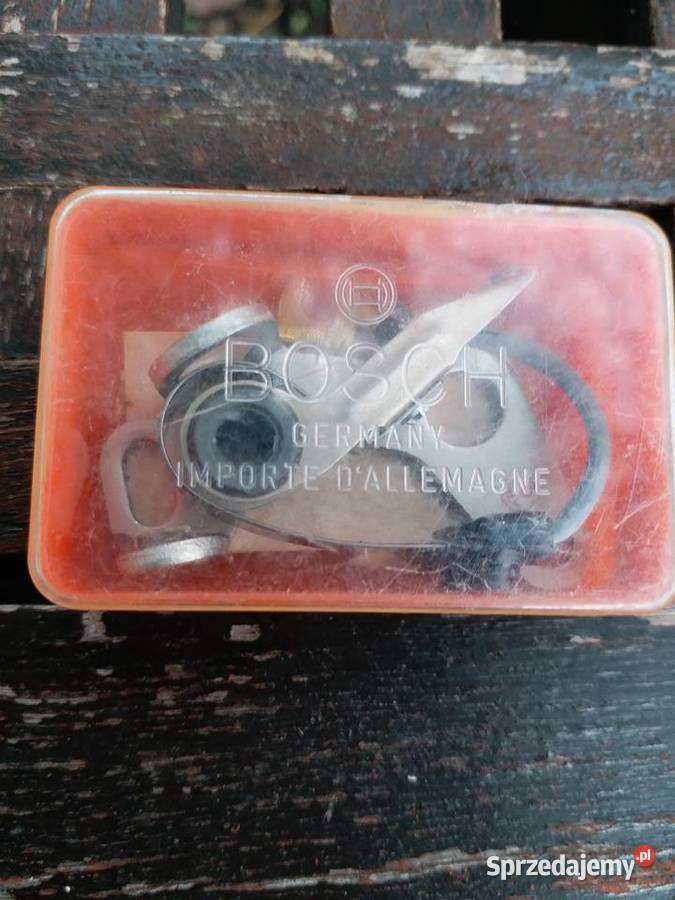 BOSCH
GERMANY
IMPORTE D'ALLEMAGNE
Sprzedajemy.pl